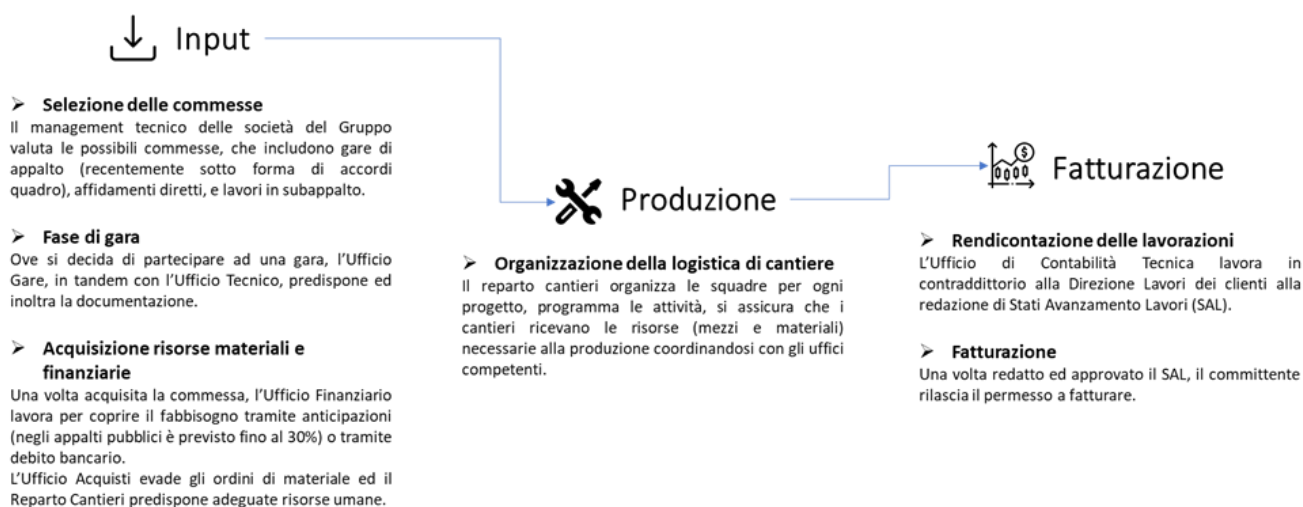 Input
➢ Selezione delle commesse
Il management tecnico delle società del Gruppo
valuta le possibili commesse, che includono gare di
appalto (recentemente sotto forma di accordi
quadro), affidamenti diretti, e lavori in subappalto.
➢ Fase di gara
Ove si decida di partecipare ad una gara, l'Ufficio
Gare, in tandem con l'Ufficio Tecnico, predispone ed
inoltra la documentazione.
➢ Acquisizione risorse materiali e
finanziarie
Una volta acquisita la commessa, l'Ufficio Finanziario
lavora per coprire il fabbisogno tramite anticipazioni
(negli appalti pubblici è previsto fino al 30%) o tramite
debito bancario.
L'Ufficio Acquisti evade gli ordini di materiale ed il
Reparto Cantieri predispone adeguate risorse umane.
Produzione
➢ Organizzazione della logistica di cantiere
Il reparto cantieri organizza le squadre per ogni
progetto, programma le attività, si assicura che i
cantieri ricevano le risorse (mezzi e materiali)
necessarie alla produzione coordinandosi con gli uffici
competenti.
Fatturazione
➢ Rendicontazione delle lavorazioni
L'Ufficio di Contabilità Tecnica lavora in
contraddittorio alla Direzione Lavori dei clienti alla
redazione di Stati Avanzamento Lavori (SAL).
➢ Fatturazione
Una volta redatto ed approvato il SAL, il committente
rilascia il permesso a fatturare.